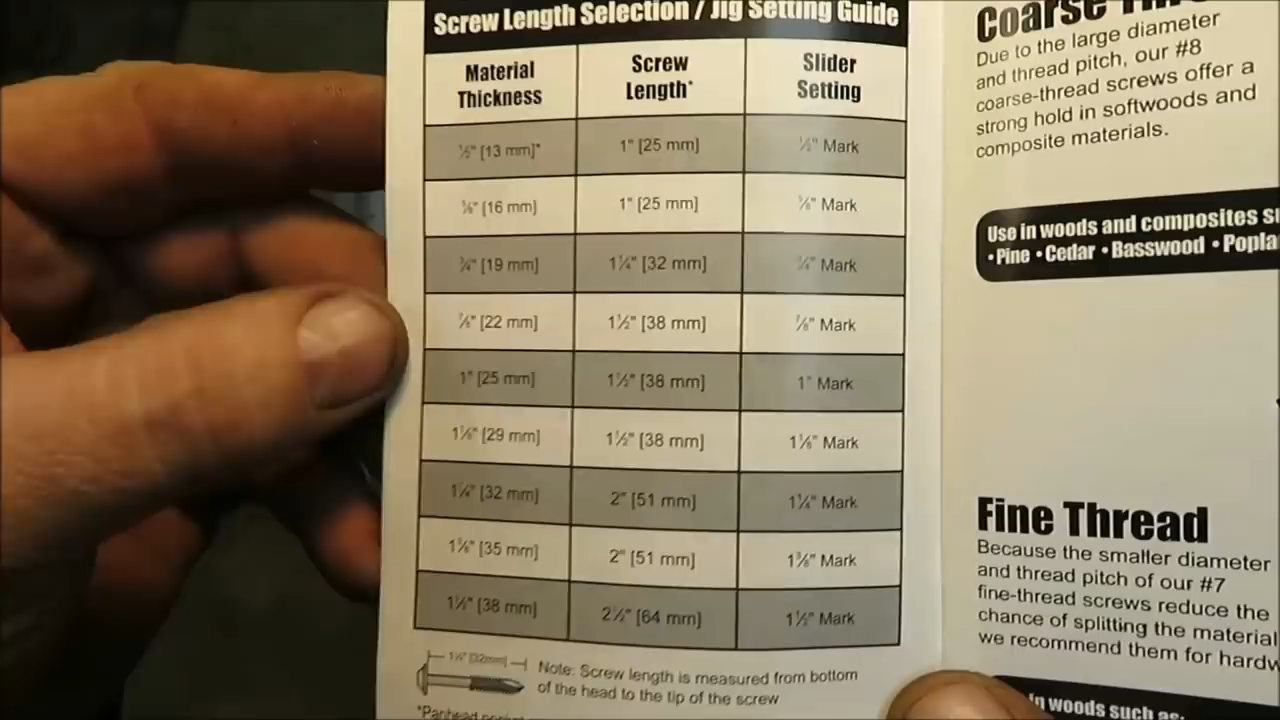 Screw Length Selection / Jig Setting Guide
Material Thickness Screw Length* Slider Setting
½" [13 mm]* 1" [25 mm] ½" Mark
⅝" [16 mm] 1" [25 mm] ⅝" Mark
¾" [19 mm] 1¼" [32 mm] ¾" Mark
⅞" [22 mm] 1½" [38 mm] ⅞" Mark
1" [25 mm] 1½" [38 mm] 1" Mark
1⅛" [29 mm] 1½" [38 mm] 1⅛" Mark
1¼" [32 mm] 2" [51 mm] 1¼" Mark
1⅜" [35 mm] 2" [51 mm] 1⅜" Mark
1½" [38 mm] 2½" [64 mm] 1½" Mark
1¼" [32mm]
Note: Screw length is measured from bottom
of the head to the tip of the screw
*Panhead
Coarse
Due to the large diameter
and thread pitch, our #8
coarse-thread screws offer a
strong hold in softwoods and
composite materials.
Use in woods and composites
• Pine • Cedar • Basswood •
Fine Thread
Because the smaller diameter
and thread pitch of our #7
fine-thread screws reduce the
chance of splitting the material
we recommend them for
in woods such as